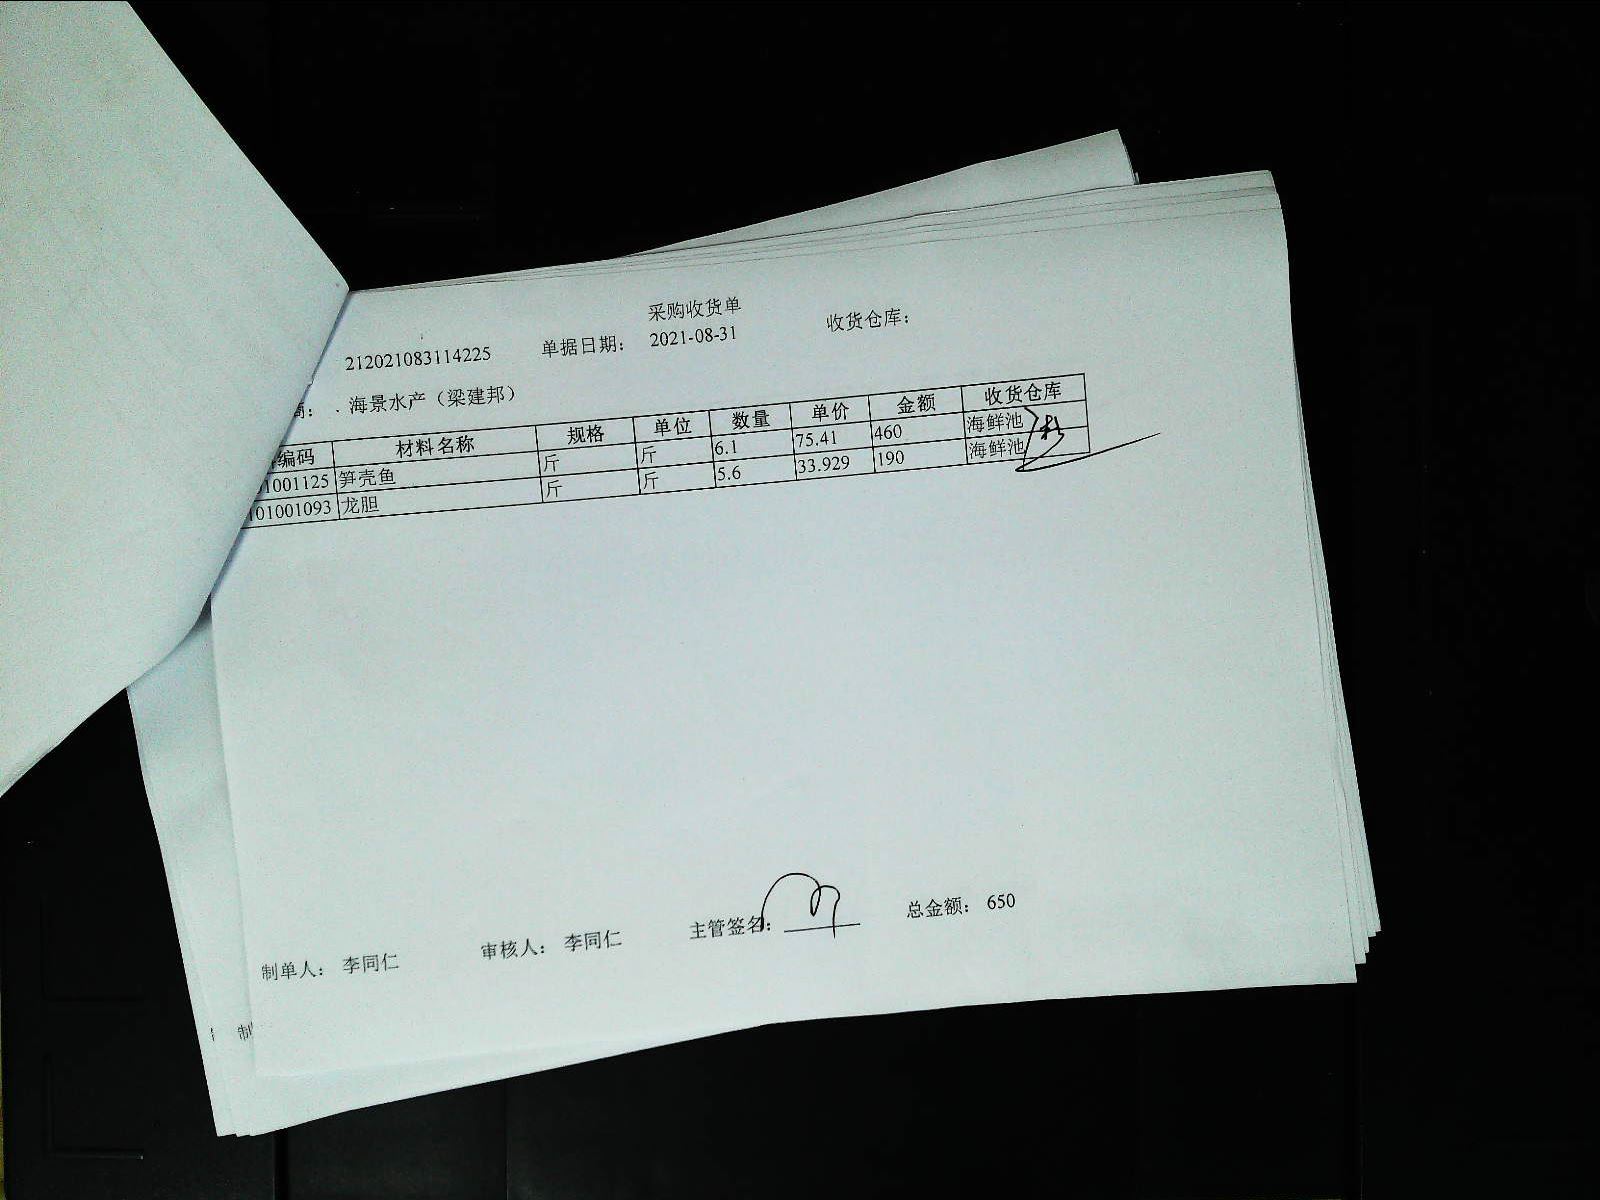 采购收货单
212021083114225 单据日期： 2021-08-31 收货仓库：
商： 海景水产（梁建邦）
编码 材料名称 规格 单位 数量 单价 金额 收货仓库
01001125 笋壳鱼 斤 斤 6.1 75.41 460 海鲜池
101001093 龙胆 斤 斤 5.6 33.929 190 海鲜池
制单人： 李同仁 审核人： 李同仁 主管签名： 总金额： 650
制